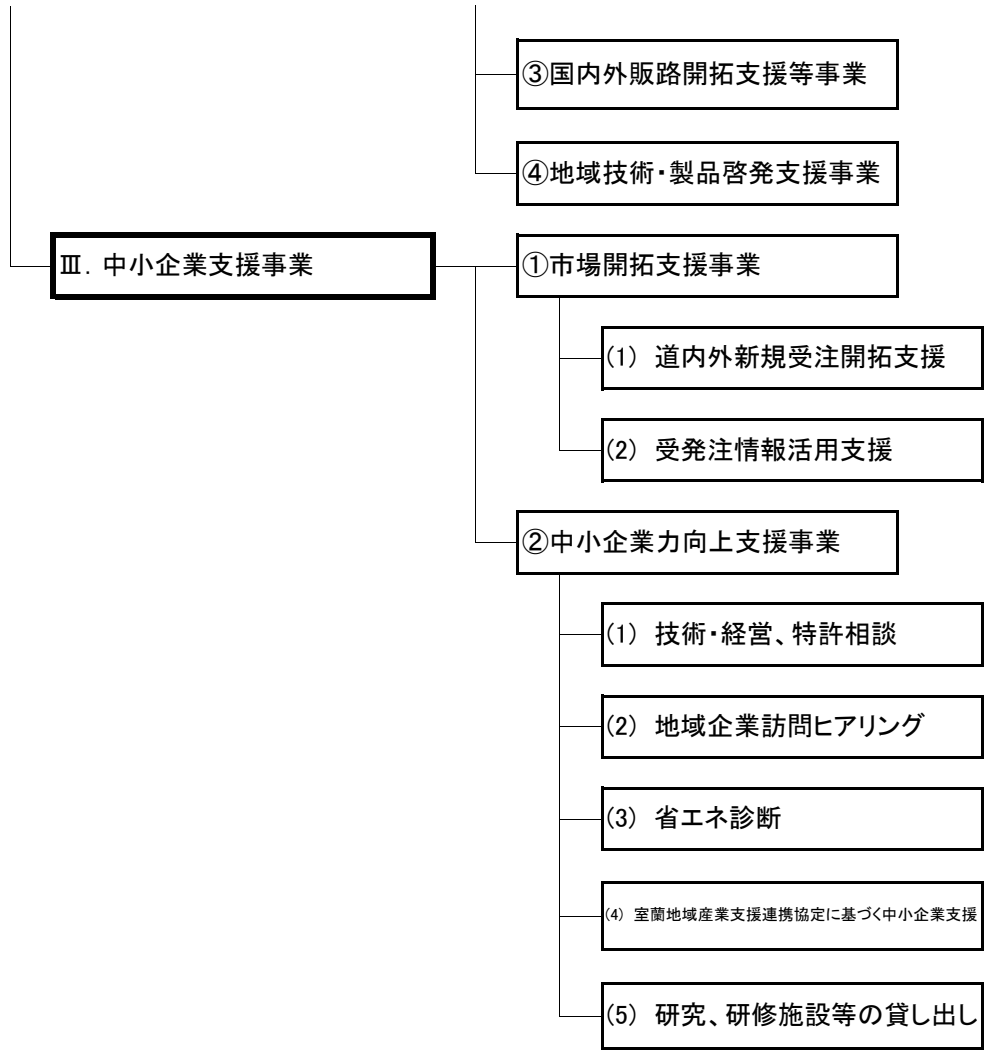 ③国内外販路開拓支援等事業
④地域技術・製品啓発支援事業
Ⅲ．中小企業支援事業
①市場開拓支援事業
(1) 道内外新規受注開拓支援
(2) 受発注情報活用支援
②中小企業力向上支援事業
(1) 技術・経営、特許相談
(2) 地域企業訪問ヒアリング
(3) 省エネ診断
(4) 室蘭地域産業支援連携協定に基づく中小企業支援
(5) 研究、研修施設等の貸し出し